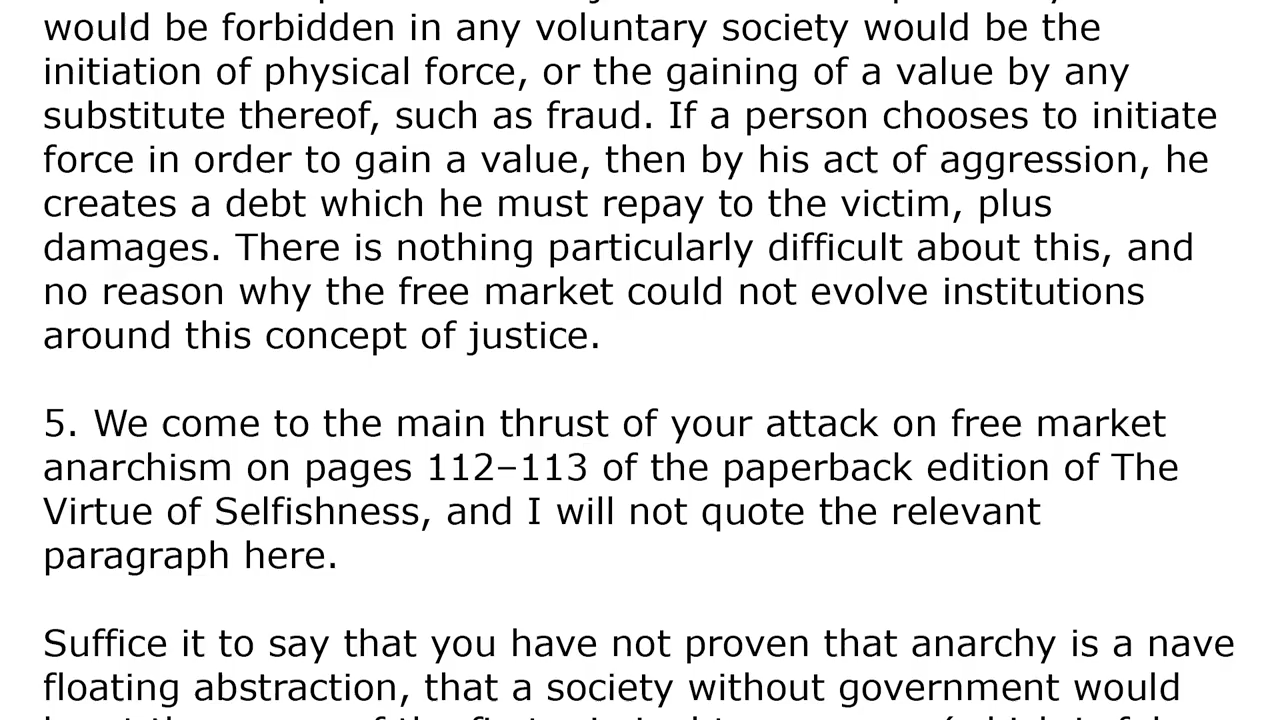 would be forbidden in any voluntary society would be the
initiation of physical force, or the gaining of a value by any
substitute thereof, such as fraud. If a person chooses to initiate
force in order to gain a value, then by his act of aggression, he
creates a debt which he must repay to the victim, plus
damages. There is nothing particularly difficult about this, and
no reason why the free market could not evolve institutions
around this concept of justice.
5. We come to the main thrust of your attack on free market
anarchism on pages 112–113 of the paperback edition of The
Virtue of Selfishness, and I will not quote the relevant
paragraph here.
Suffice it to say that you have not proven that anarchy is a nave
floating abstraction, that a society without government would